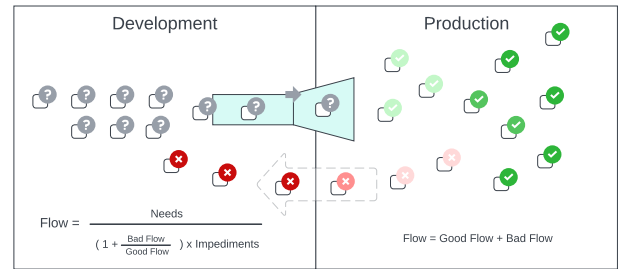 Development
Production
? ? ? ?
? ? ?
? ? ?
Flow =
Needs
( 1 + Bad Flow / Good Flow ) x Impediments
Flow = Good Flow + Bad Flow